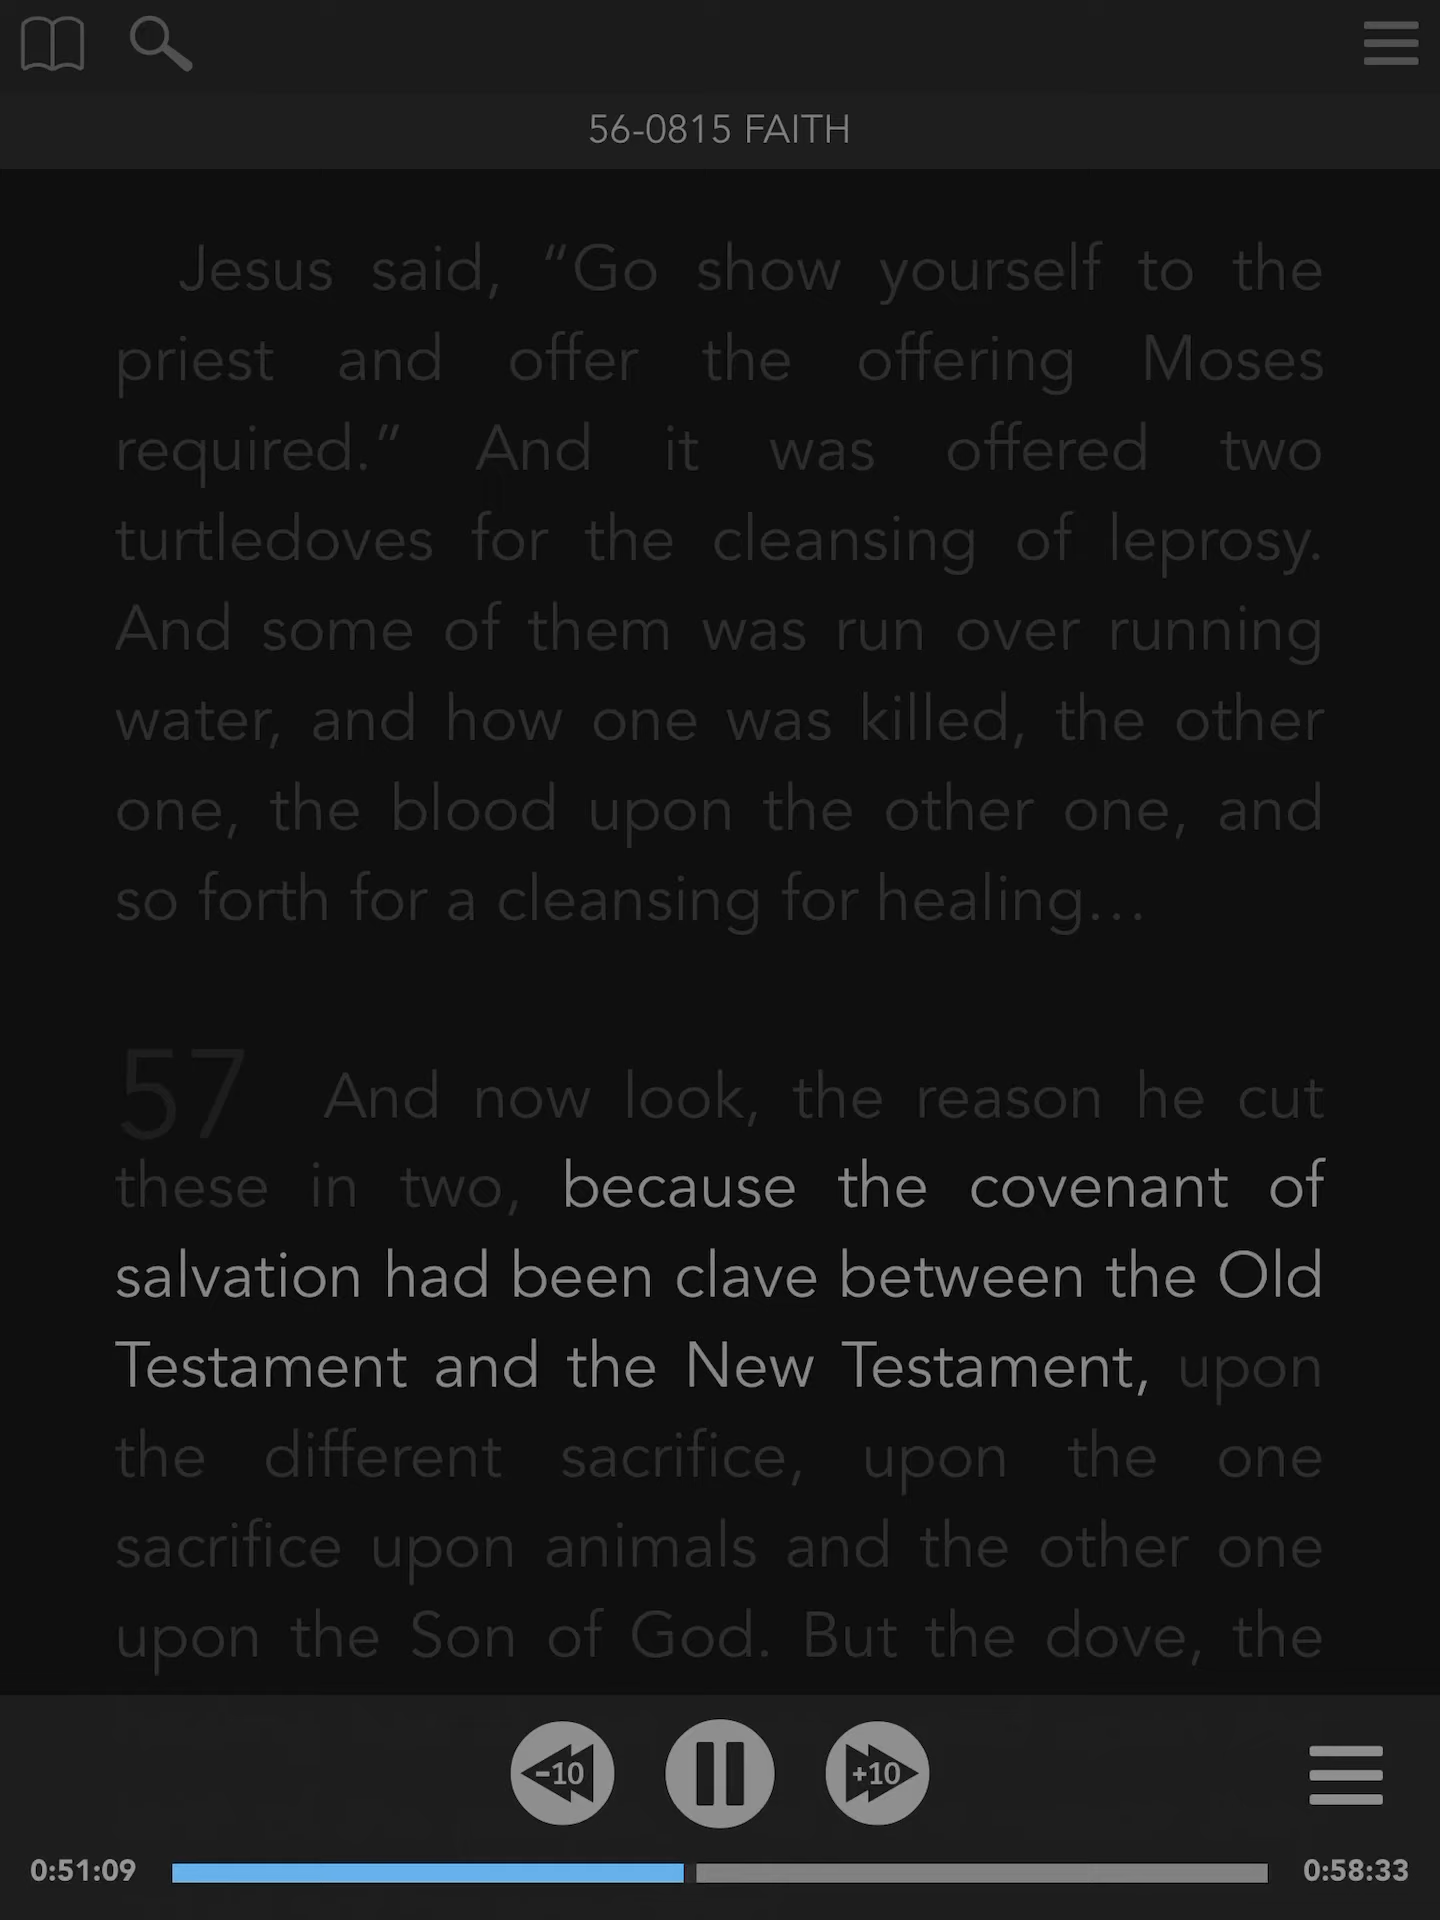 56-0815 FAITH
Jesus said, “Go show yourself to the
priest and offer the offering Moses
required.” And it was offered two
turtledoves for the cleansing of leprosy.
And some of them was run over running
water, and how one was killed, the other
one, the blood upon the other one, and
so forth for a cleansing for healing…
57 And now look, the reason he cut
these in two, because the covenant of
salvation had been clave between the Old
Testament and the New Testament, upon
the different sacrifice, upon the one
sacrifice upon animals and the other one
upon the Son of God. But the dove, the
-10 +10
0:51:09 0:58:33